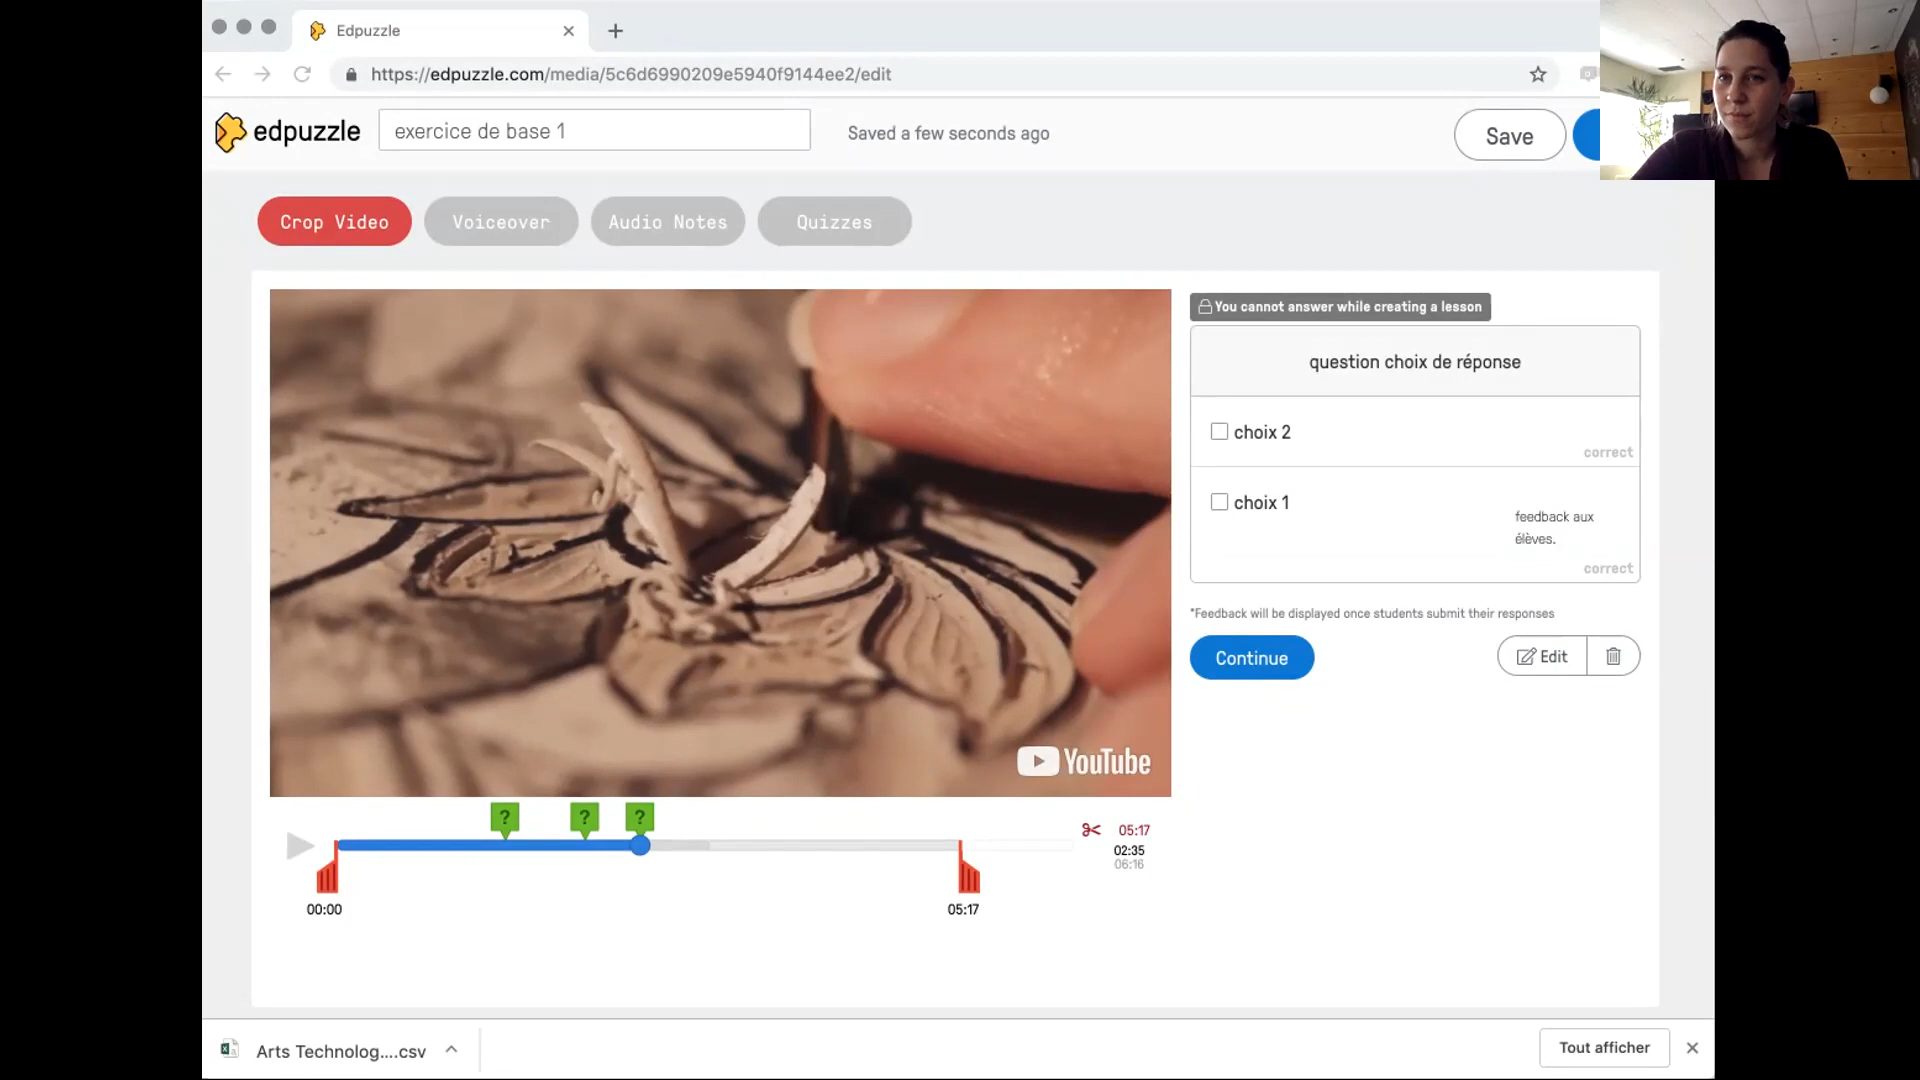 Edpuzzle
https://edpuzzle.com/media/5c6d6990209e5940f9144ee2/edit
edpuzzle
exercice de base 1
Saved a few seconds ago
Save
Crop Video
Voiceover
Audio Notes
Quizzes
You cannot answer while creating a lesson
question choix de réponse
choix 2
correct
choix 1
feedback aux
élèves.
correct
*Feedback will be displayed once students submit their responses
Continue
Edit
YouTube
?
?
?
05:17
02:35
06:16
00:00
05:17
Arts Technolog....csv
Tout afficher